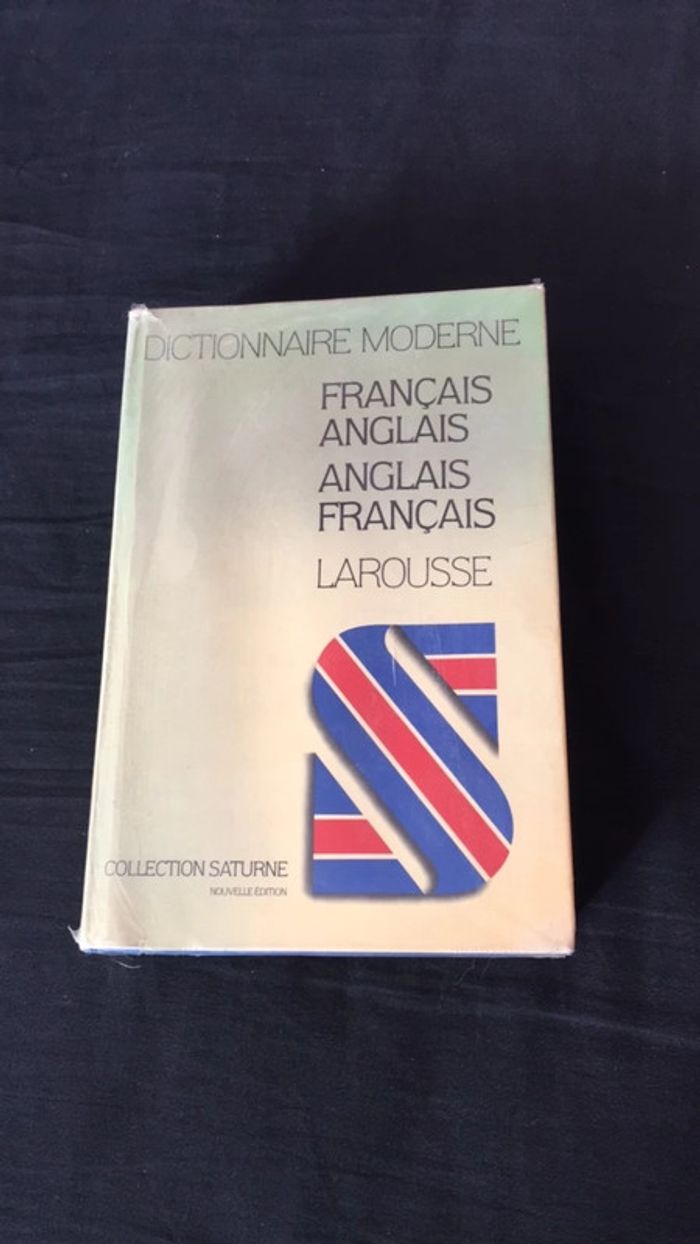 DICTIONNAIRE MODERNE
FRANÇAIS
ANGLAIS
ANGLAIS
FRANÇAIS
LAROUSSE
COLLECTION SATURNE
NOUVELLE ÉDITION